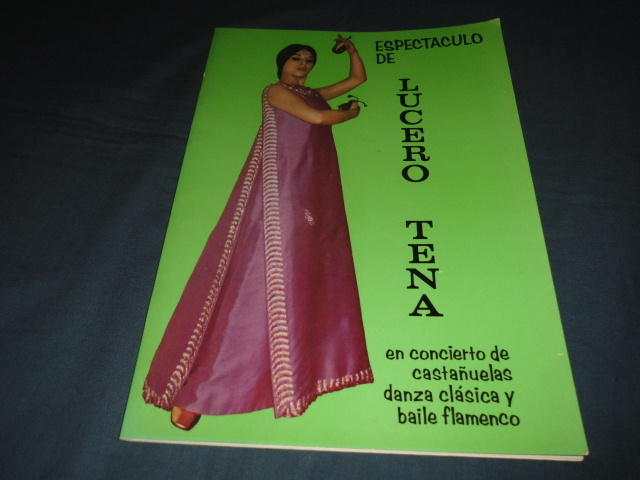 ESPECTACULO
DE
LUCERO
TENA
en concierto de
castañuelas
danza clásica y
baile flamenco